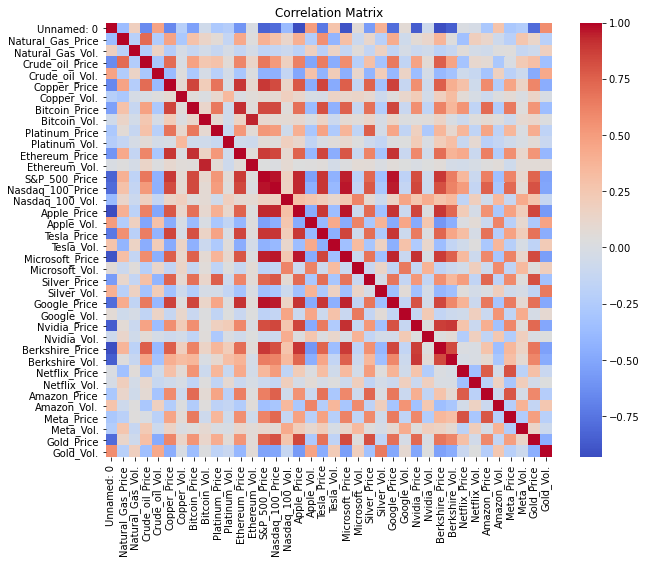 Correlation Matrix
Unnamed: 0
Natural_Gas_Price
Natural_Gas_Vol.
Crude_oil_Price
Crude_oil_Vol.
Copper_Price
Copper_Vol.
Bitcoin_Price
Bitcoin_Vol.
Platinum_Price
Platinum_Vol.
Ethereum_Price
Ethereum_Vol.
S&P_500_Price
Nasdaq_100_Price
Nasdaq_100_Vol.
Apple_Price
Apple_Vol.
Tesla_Price
Tesla_Vol.
Microsoft_Price
Microsoft_Vol.
Silver_Price
Silver_Vol.
Google_Price
Google_Vol.
Nvidia_Price
Nvidia_Vol.
Berkshire_Price
Berkshire_Vol.
Netflix_Price
Netflix_Vol.
Amazon_Price
Amazon_Vol.
Meta_Price
Meta_Vol.
Gold_Price
Gold_Vol.
Unnamed: 0
Natural_Gas_Price
Natural_Gas_Vol.
Crude_oil_Price
Crude_oil_Vol.
Copper_Price
Copper_Vol.
Bitcoin_Price
Bitcoin_Vol.
Platinum_Price
Platinum_Vol.
Ethereum_Price
Ethereum_Vol.
S&P_500_Price
Nasdaq_100_Price
Nasdaq_100_Vol.
Apple_Price
Apple_Vol.
Tesla_Price
Tesla_Vol.
Microsoft_Price
Microsoft_Vol.
Silver_Price
Silver_Vol.
Google_Price
Google_Vol.
Nvidia_Price
Nvidia_Vol.
Berkshire_Price
Berkshire_Vol.
Netflix_Price
Netflix_Vol.
Amazon_Price
Amazon_Vol.
Meta_Price
Meta_Vol.
Gold_Price
Gold_Vol.
1.00
0.75
0.50
0.25
0.00
−0.25
−0.50
−0.75